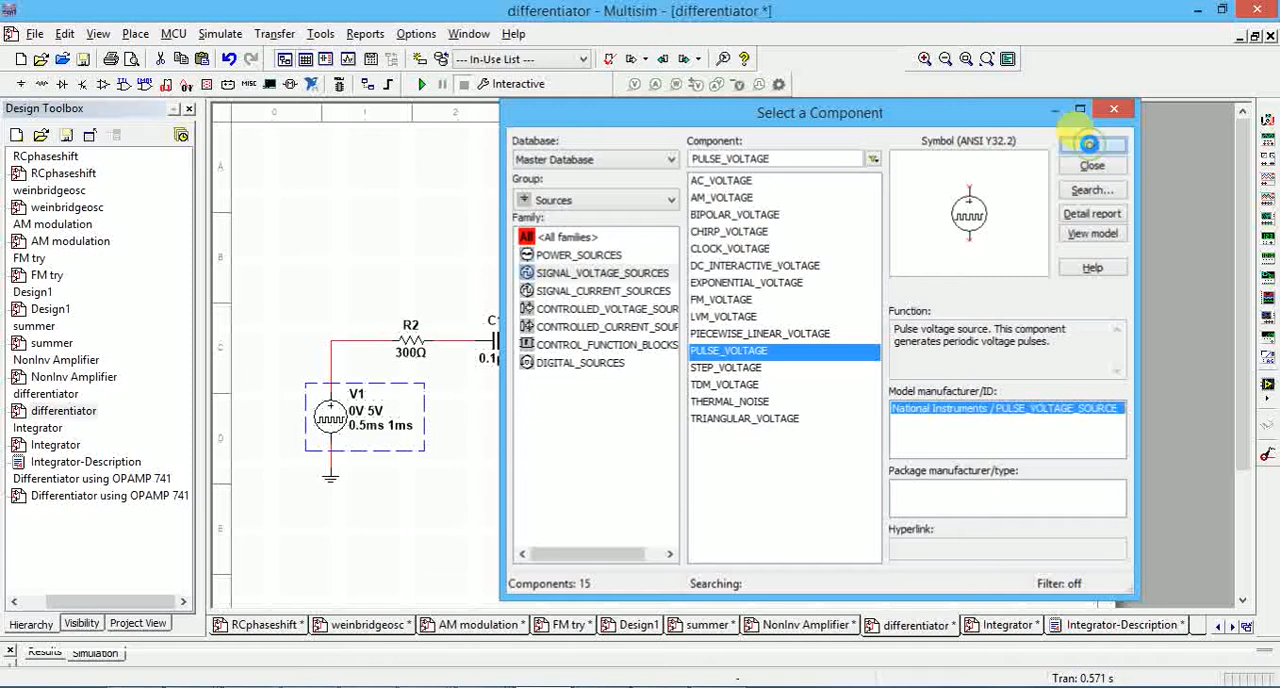 differentiator - Multisim - [differentiator *]
File Edit View Place MCU Simulate Transfer Tools Reports Options Window Help
--- In-Use List ---
Interactive
Design Toolbox
RCphaseshift
RCphaseshift
weinbridgeosc
weinbridgeosc
AM modulation
AM modulation
FM try
FM try
Design1
Design1
summer
summer
NonInv Amplifier
NonInv Amplifier
differentiator
differentiator
Integrator
Integrator
Integrator-Description
Differentiator using OPAMP 741
Differentiator using OPAMP 741
Hierarchy Visibility Project View
0 1 2
A
B
C
D
E
R2
300Ω
0.1
V1
0V 5V
0.5ms 1ms
Select a Component
Database:
Master Database
Group:
Sources
Family:
All <All families>
POWER_SOURCES
SIGNAL_VOLTAGE_SOURCES
SIGNAL_CURRENT_SOURCES
CONTROLLED_VOLTAGE_SOUR
CONTROLLED_CURRENT_SOUR
CONTROL_FUNCTION_BLOCKS
DIGITAL_SOURCES
Component:
PULSE_VOLTAGE
AC_VOLTAGE
AM_VOLTAGE
BIPOLAR_VOLTAGE
CHIRP_VOLTAGE
CLOCK_VOLTAGE
DC_INTERACTIVE_VOLTAGE
EXPONENTIAL_VOLTAGE
FM_VOLTAGE
LVM_VOLTAGE
PIECEWISE_LINEAR_VOLTAGE
PULSE_VOLTAGE
STEP_VOLTAGE
TDM_VOLTAGE
THERMAL_NOISE
TRIANGULAR_VOLTAGE
Symbol (ANSI Y32.2)
Close
Search...
Detail report
View model
Help
Function:
Pulse voltage source. This component
generates periodic voltage pulses.
Model manufacturer/ID:
National Instruments / PULSE_VOLTAGE_SOURCE
Package manufacturer/type:
Hyperlink:
Components: 15 Searching: Filter: off
RCphaseshift * weinbridgeosc * AM modulation * FM try * Design1 summer * NonInv Amplifier * differentiator * Integrator * Integrator-Description *
Results Simulation
Tran: 0.571 s